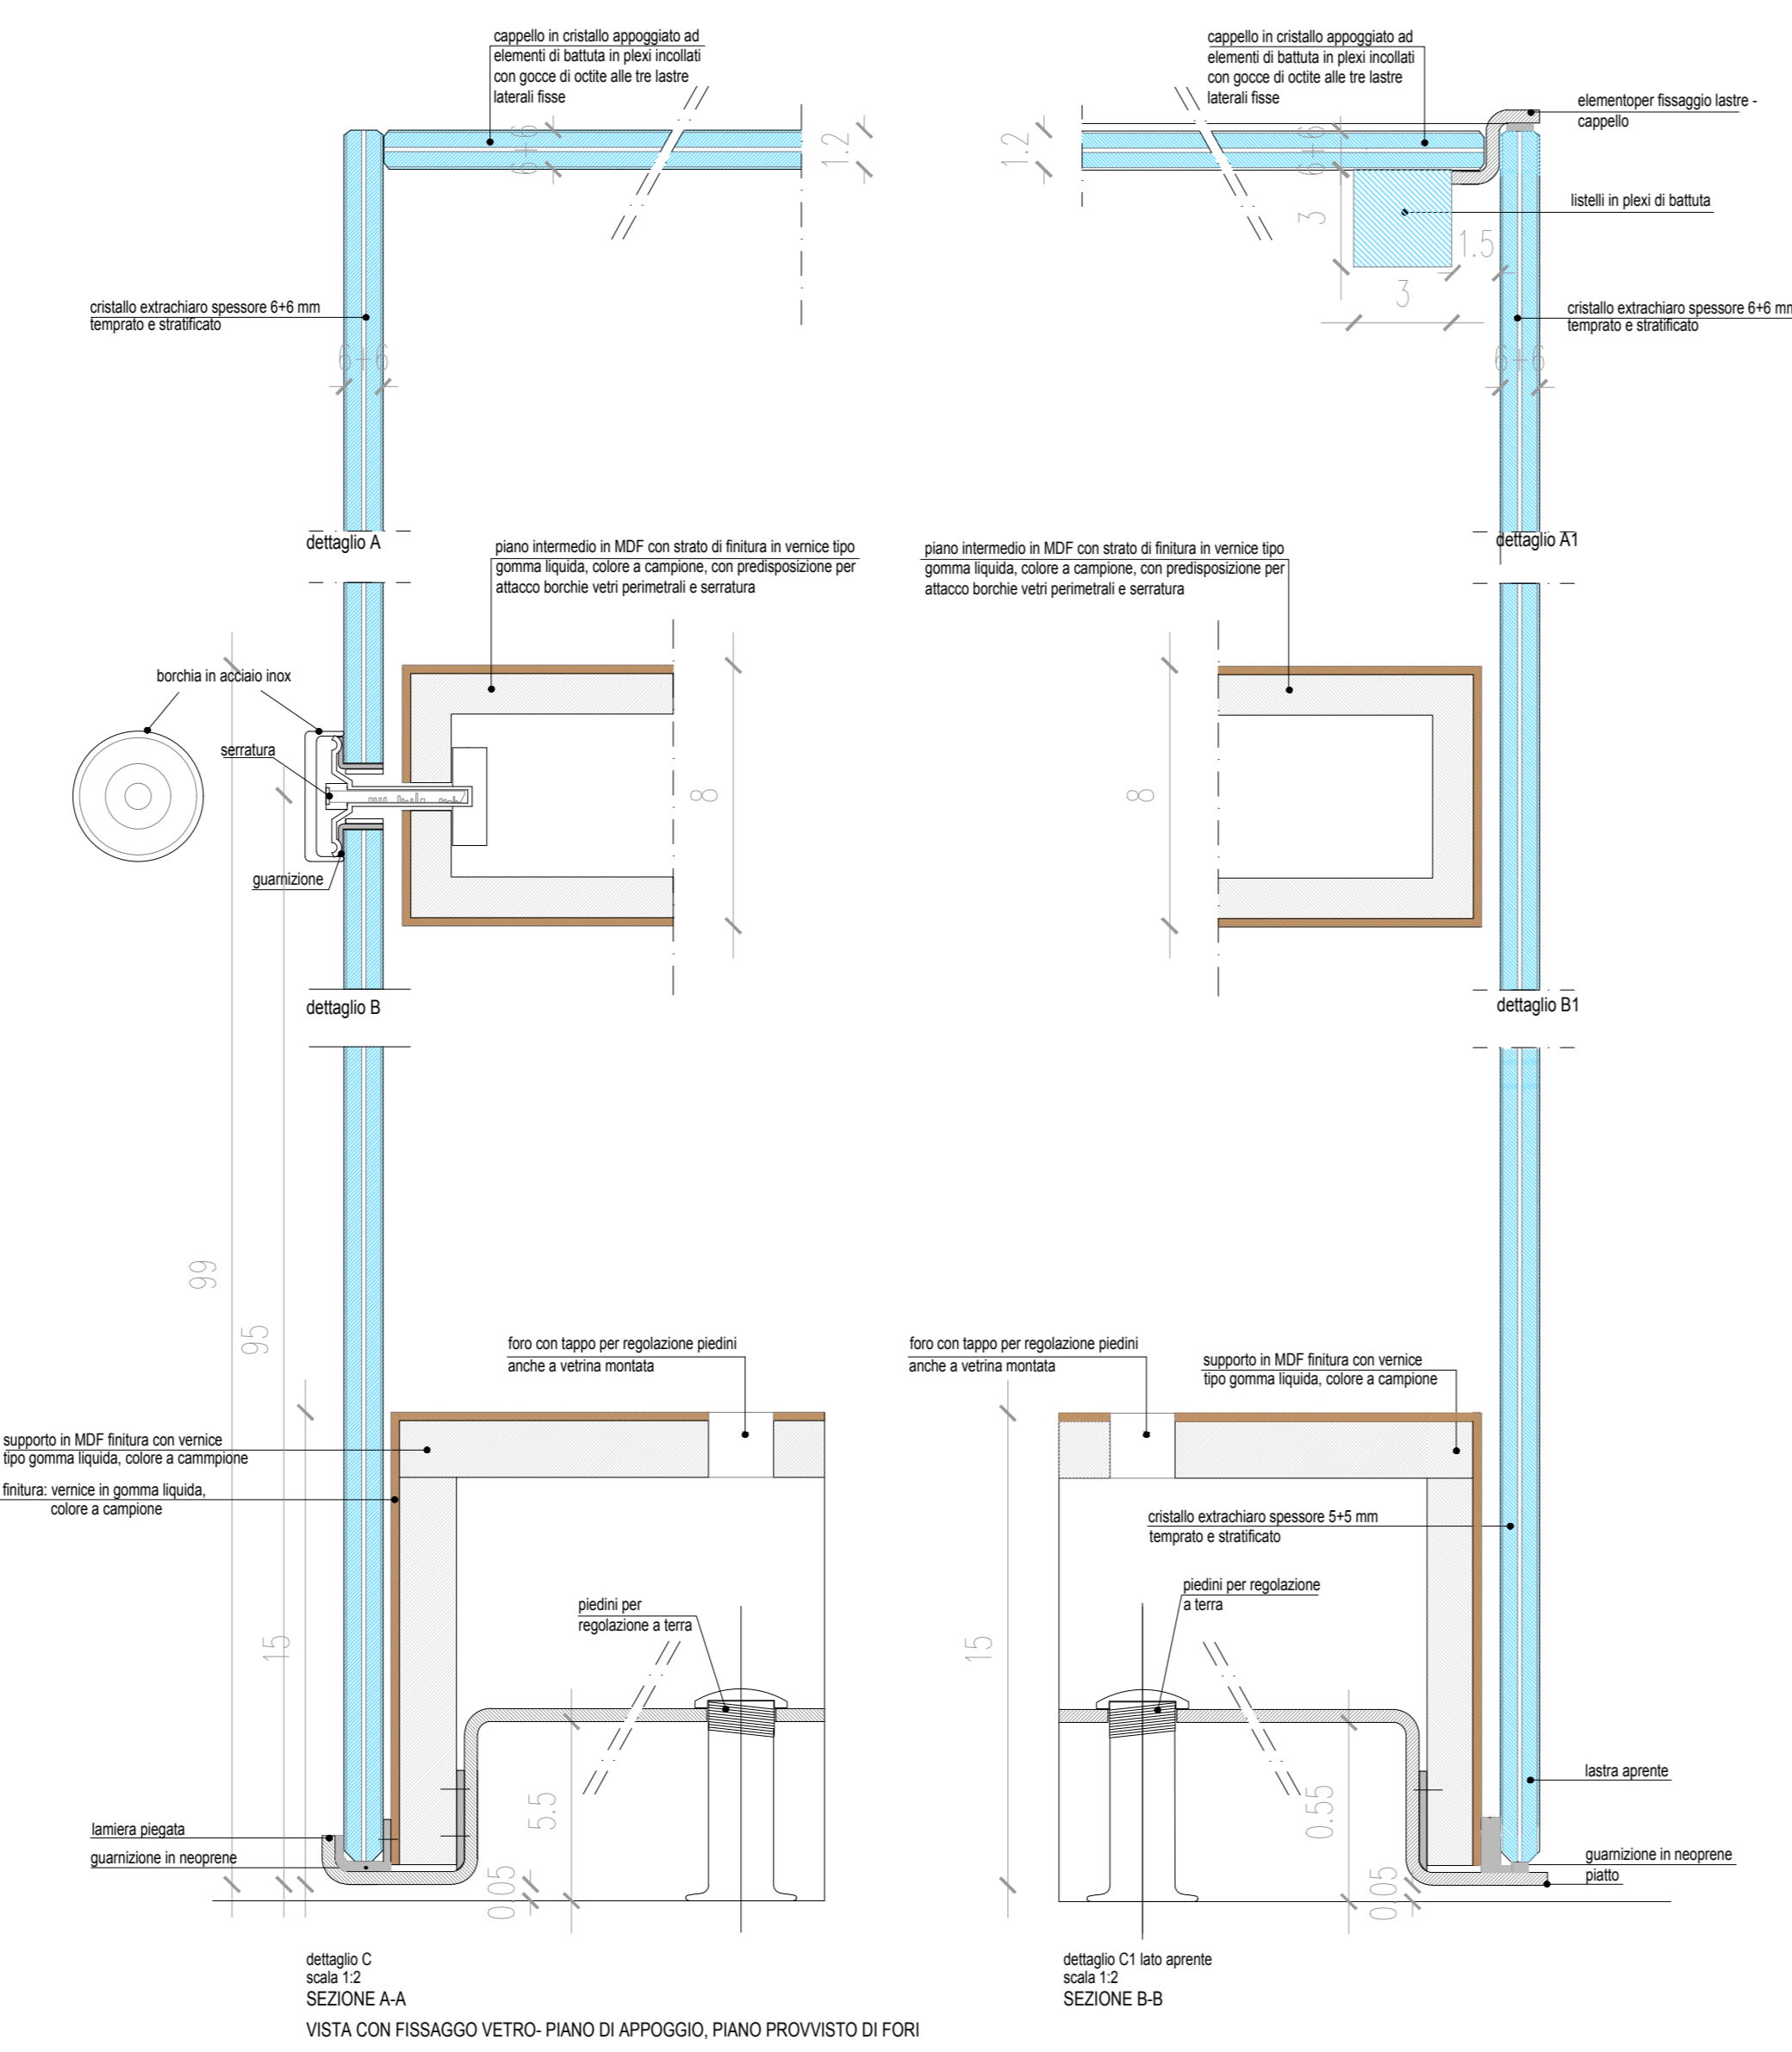 cappello in cristallo appoggiato ad
elementi di battuta in plexi incollati
con gocce di octite alle tre lastre
laterali fisse
cappello in cristallo appoggiato ad
elementi di battuta in plexi incollati
con gocce di octite alle tre lastre
laterali fisse
elementoper fissaggio lastre -
cappello
6+6
1.2
1.2
6+6
listelli in plexi di battuta
3
1.5
3
cristallo extrachiaro spessore 6+6 mm
temprato e stratificato
cristallo extrachiaro spessore 6+6 mm
temprato e stratificato
6+6
6+6
dettaglio A
dettaglio A1
piano intermedio in MDF con strato di finitura in vernice tipo
gomma liquida, colore a campione, con predisposizione per
attacco borchie vetri perimetrali e serratura
piano intermedio in MDF con strato di finitura in vernice tipo
gomma liquida, colore a campione, con predisposizione per
attacco borchie vetri perimetrali e serratura
borchia in acciaio inox
serratura
8
8
guarnizione
dettaglio B
dettaglio B1
99
95
foro con tappo per regolazione piedini
anche a vetrina montata
foro con tappo per regolazione piedini
anche a vetrina montata
supporto in MDF finitura con vernice
tipo gomma liquida, colore a campione
supporto in MDF finitura con vernice
tipo gomma liquida, colore a cammpione
finitura: vernice in gomma liquida,
colore a campione
cristallo extrachiaro spessore 5+5 mm
temprato e stratificato
piedini per
regolazione a terra
piedini per regolazione
a terra
15
15
lastra aprente
5.5
0.55
lamiera piegata
guarnizione in neoprene
guarnizione in neoprene
piatto
0.05
0.05
dettaglio C
scala 1:2
SEZIONE A-A
VISTA CON FISSAGGO VETRO- PIANO DI APPOGGIO, PIANO PROVVISTO DI FORI
dettaglio C1 lato aprente
scala 1:2
SEZIONE B-B